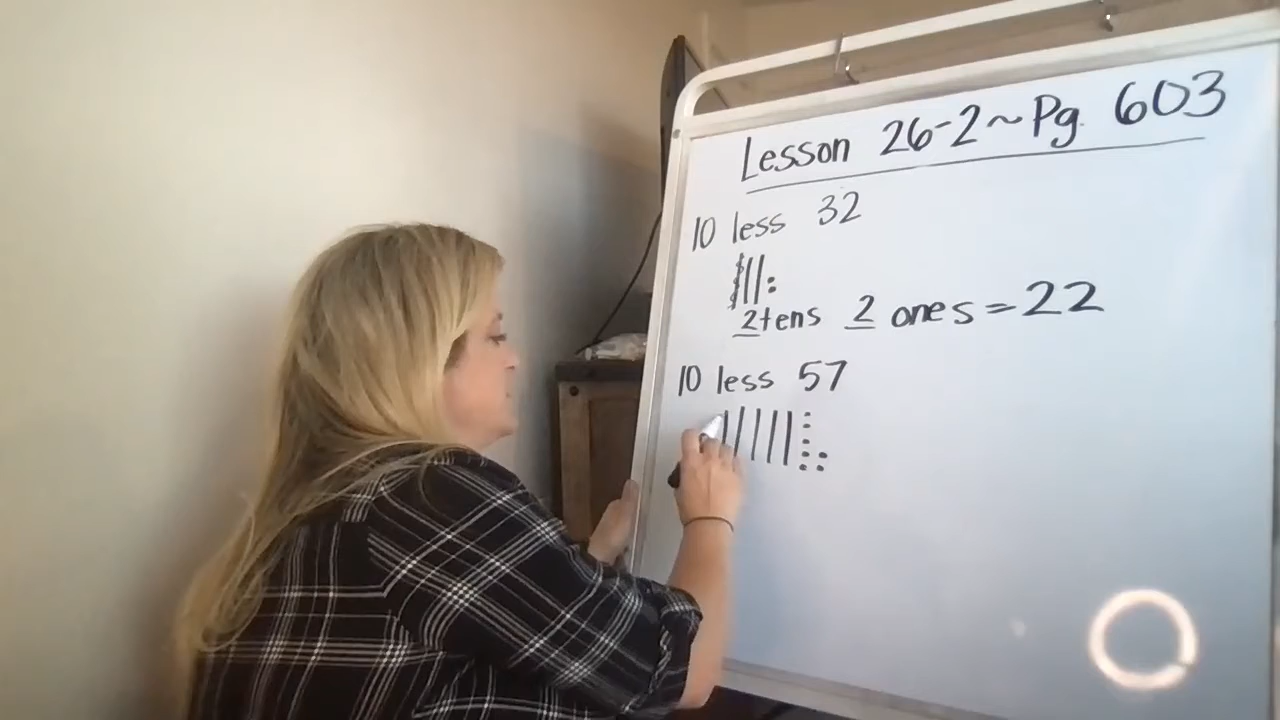 Lesson 26-2~Pg. 603
10 less 32
2 tens 2 ones = 22
10 less 57